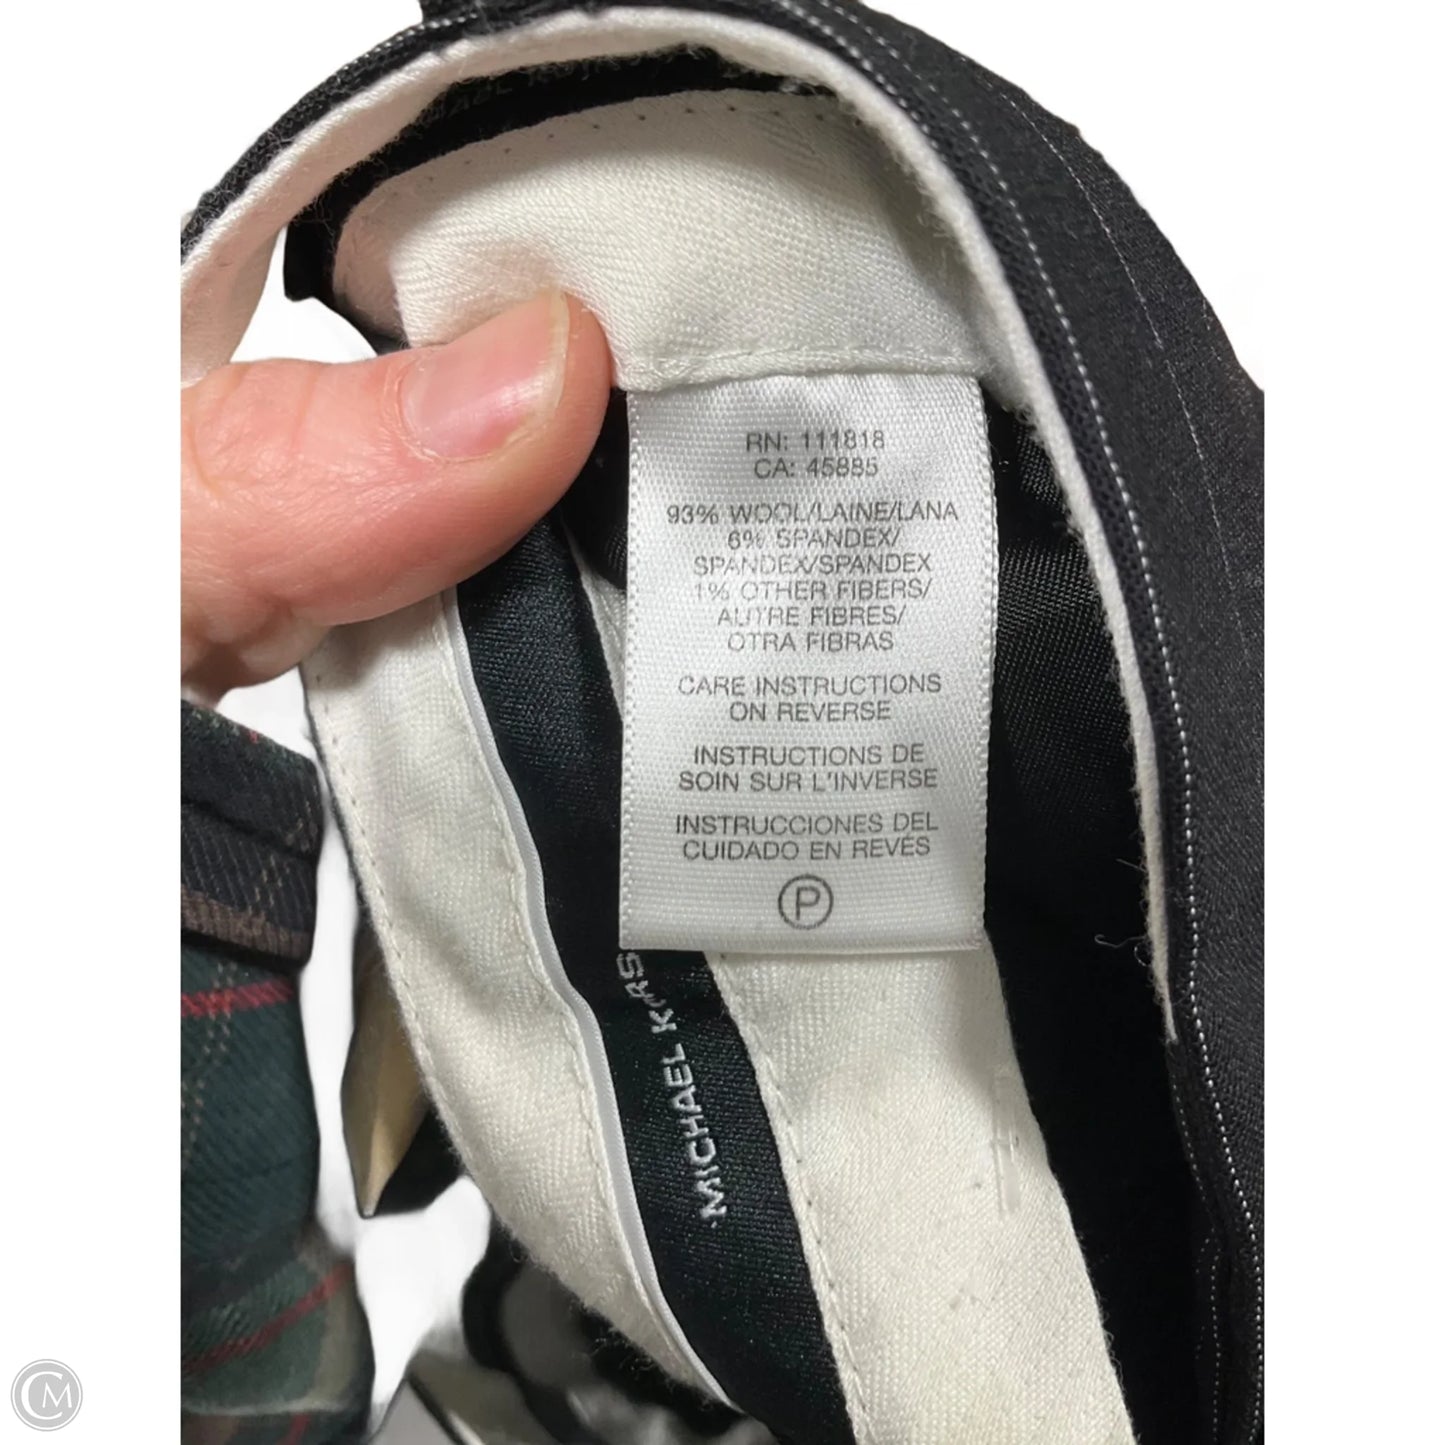 RN: 111818
CA: 45885
93% WOOL/LAINE/LANA
6% SPANDEX/
SPANDEX/SPANDEX
1% OTHER FIBERS/
AUTRE FIBRES/
OTRA FIBRAS
CARE INSTRUCTIONS
ON REVERSE
INSTRUCTIONS DE
SOIN SUR L'INVERSE
INSTRUCCIONES DEL
CUIDADO EN REVÉS
P
MICHAEL KORS
CM